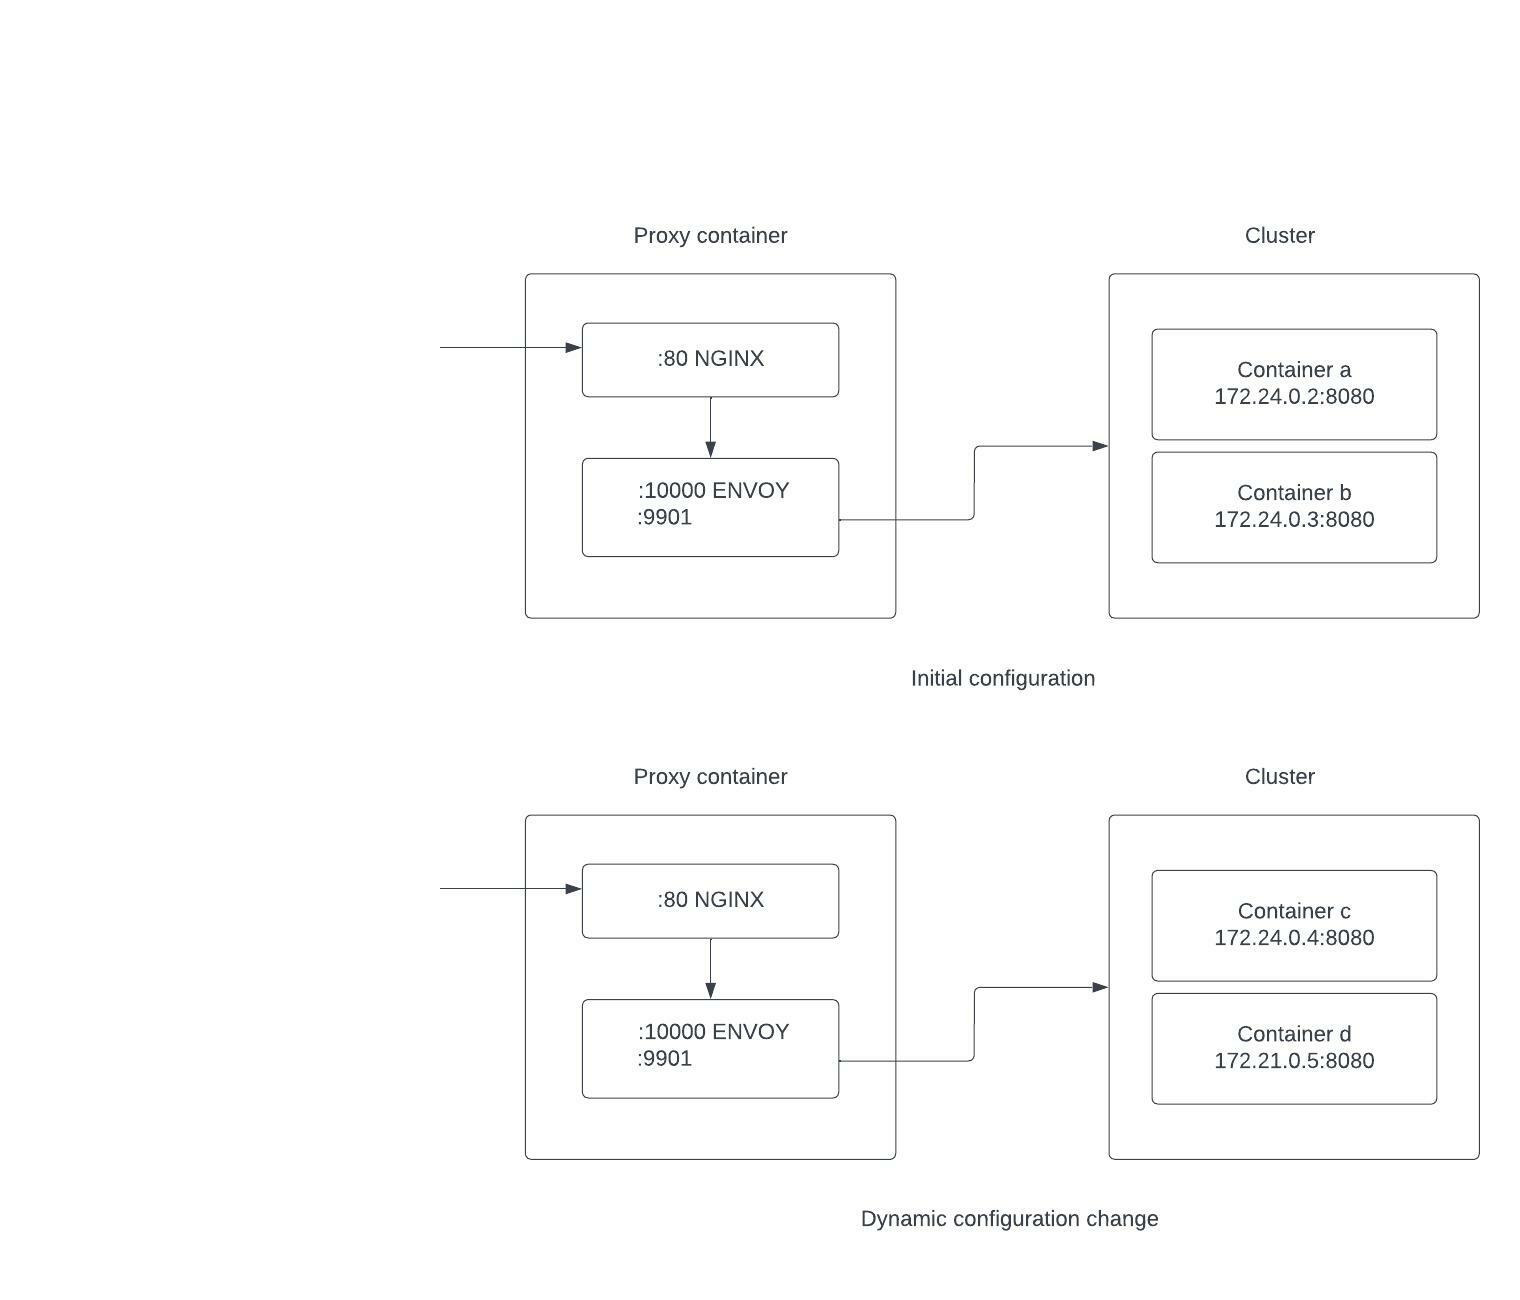 Proxy container
Cluster
:80 NGINX
:10000 ENVOY
:9901
Container a
172.24.0.2:8080
Container b
172.24.0.3:8080
Initial configuration
Proxy container
Cluster
:80 NGINX
:10000 ENVOY
:9901
Container c
172.24.0.4:8080
Container d
172.21.0.5:8080
Dynamic configuration change